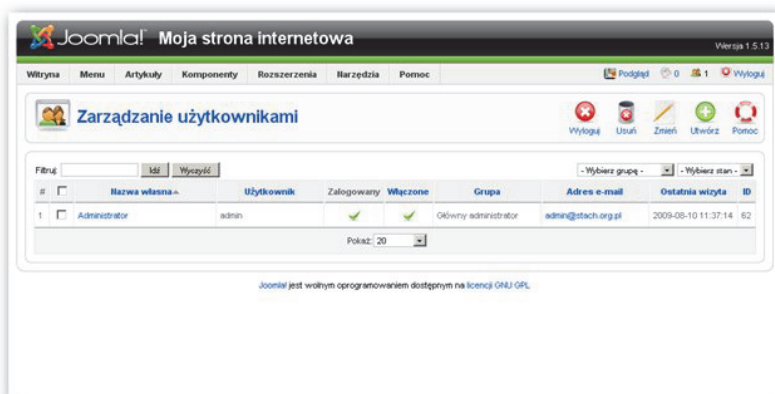 Joomla! Moja strona internetowa
Wersja 1.5.13
Witryna Menu Artykuły Komponenty Rozszerzenia Narzędzia Pomoc Podgląd 0 1 Wyloguj
Zarządzanie użytkownikami
Wyloguj Usuń Zmień Utwórz Pomoc
Filtruj: Idź Wyczyść - Wybierz grupę - - Wybierz stan -
# Nazwa własna Użytkownik Zalogowany Włączone Grupa Adres e-mail Ostatnia wizyta ID
1 Administrator admin Główny administrator admin@stach.org.pl 2009-08-10 11:37:14 62
Pokaż: 20
Joomla! jest wolnym oprogramowaniem dostępnym na licencji GNU GPL.